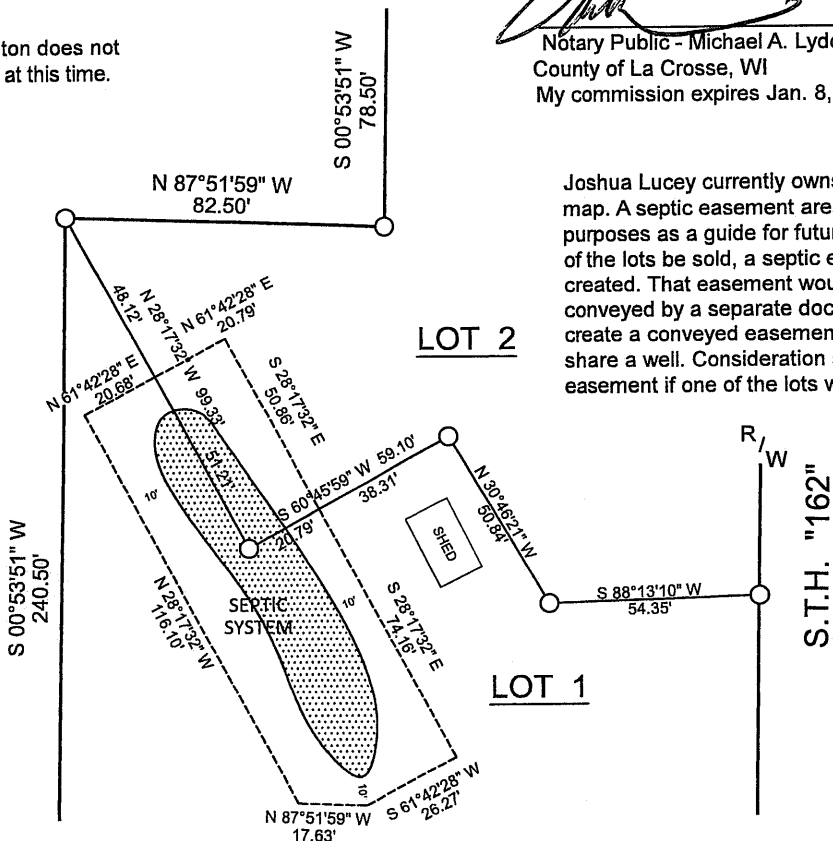 ton does not
at this time.
S 00°53'51" W
78.50'
Notary Public - Michael A. Lyd
County of La Crosse, WI
My commission expires Jan. 8,
N 87°51'59" W
82.50'
Joshua Lucey currently own
map. A septic easement are
purposes as a guide for futu
of the lots be sold, a septic e
created. That easement wou
conveyed by a separate doc
create a conveyed easemen
share a well. Consideration
easement if one of the lots w
48.12'
N 28°17'32" W
99.33'
51.21'
N 61°42'28" E
20.79'
N 61°42'28" E
20.68'
LOT 2
S 28°17'32" E
50.86'
S 60°45'59" W 59.10'
20.79'
38.31'
10'
SHED
N 30°46'21" W
50.84'
R/W
S.T.H. "162"
S 88°13'10" W
54.35'
S 00°53'51" W
240.50'
N 28°17'32" W
116.10'
SEPTIC
SYSTEM
10'
S 28°17'32" E
74.16'
LOT 1
10'
N 87°51'59" W
17.63'
S 61°42'28" W
26.27'